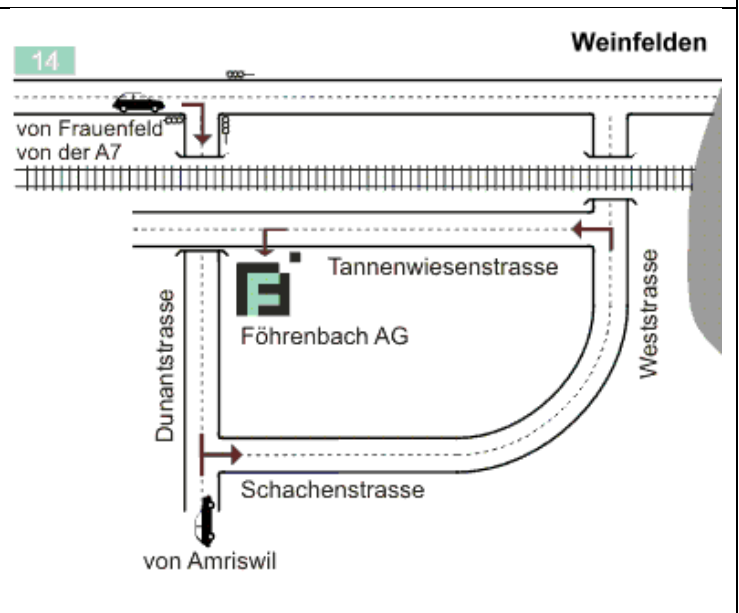 Weinfelden
14
von Frauenfeld
von der A7
Tannenwiesenstrasse
Föhrenbach AG
Dunantstrasse
Weststrasse
Schachenstrasse
von Amriswil